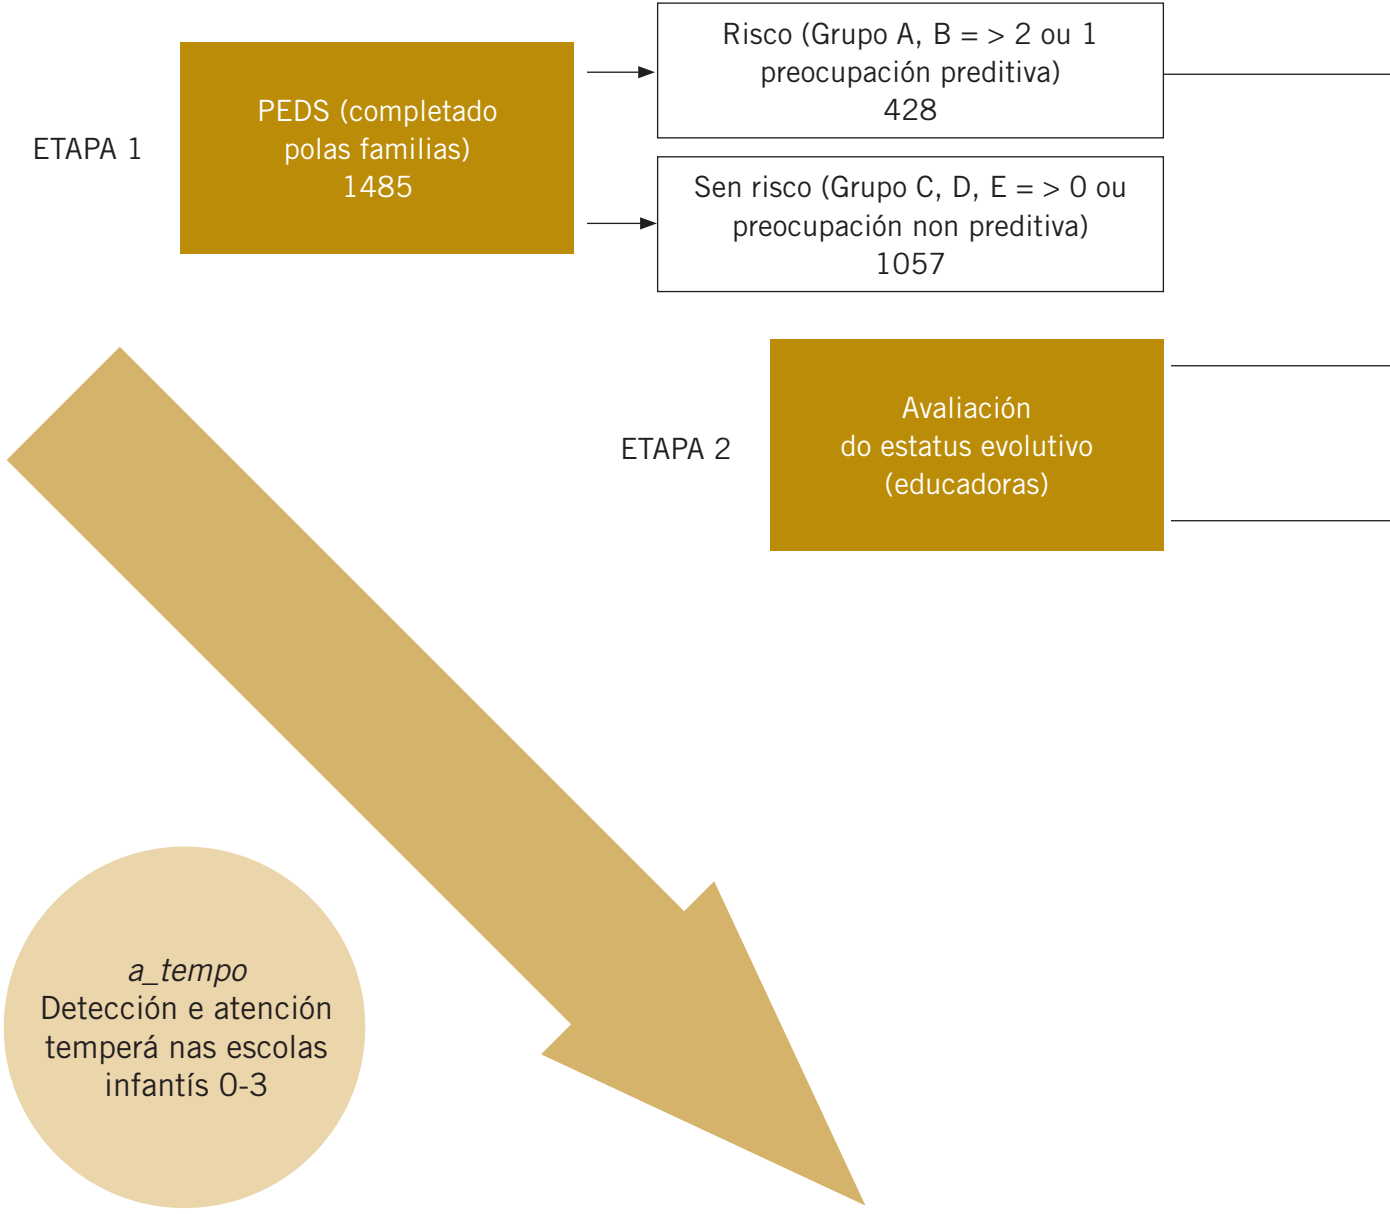 ETAPA 1
PEDS (completado
polas familias)
1485
Risco (Grupo A, B = > 2 ou 1
preocupación preditiva)
428
Sen risco (Grupo C, D, E = > 0 ou
preocupación non preditiva)
1057
ETAPA 2
Avaliación
do estatus evolutivo
(educadoras)
a_tempo
Detección e atención
temperá nas escolas
infantís 0-3